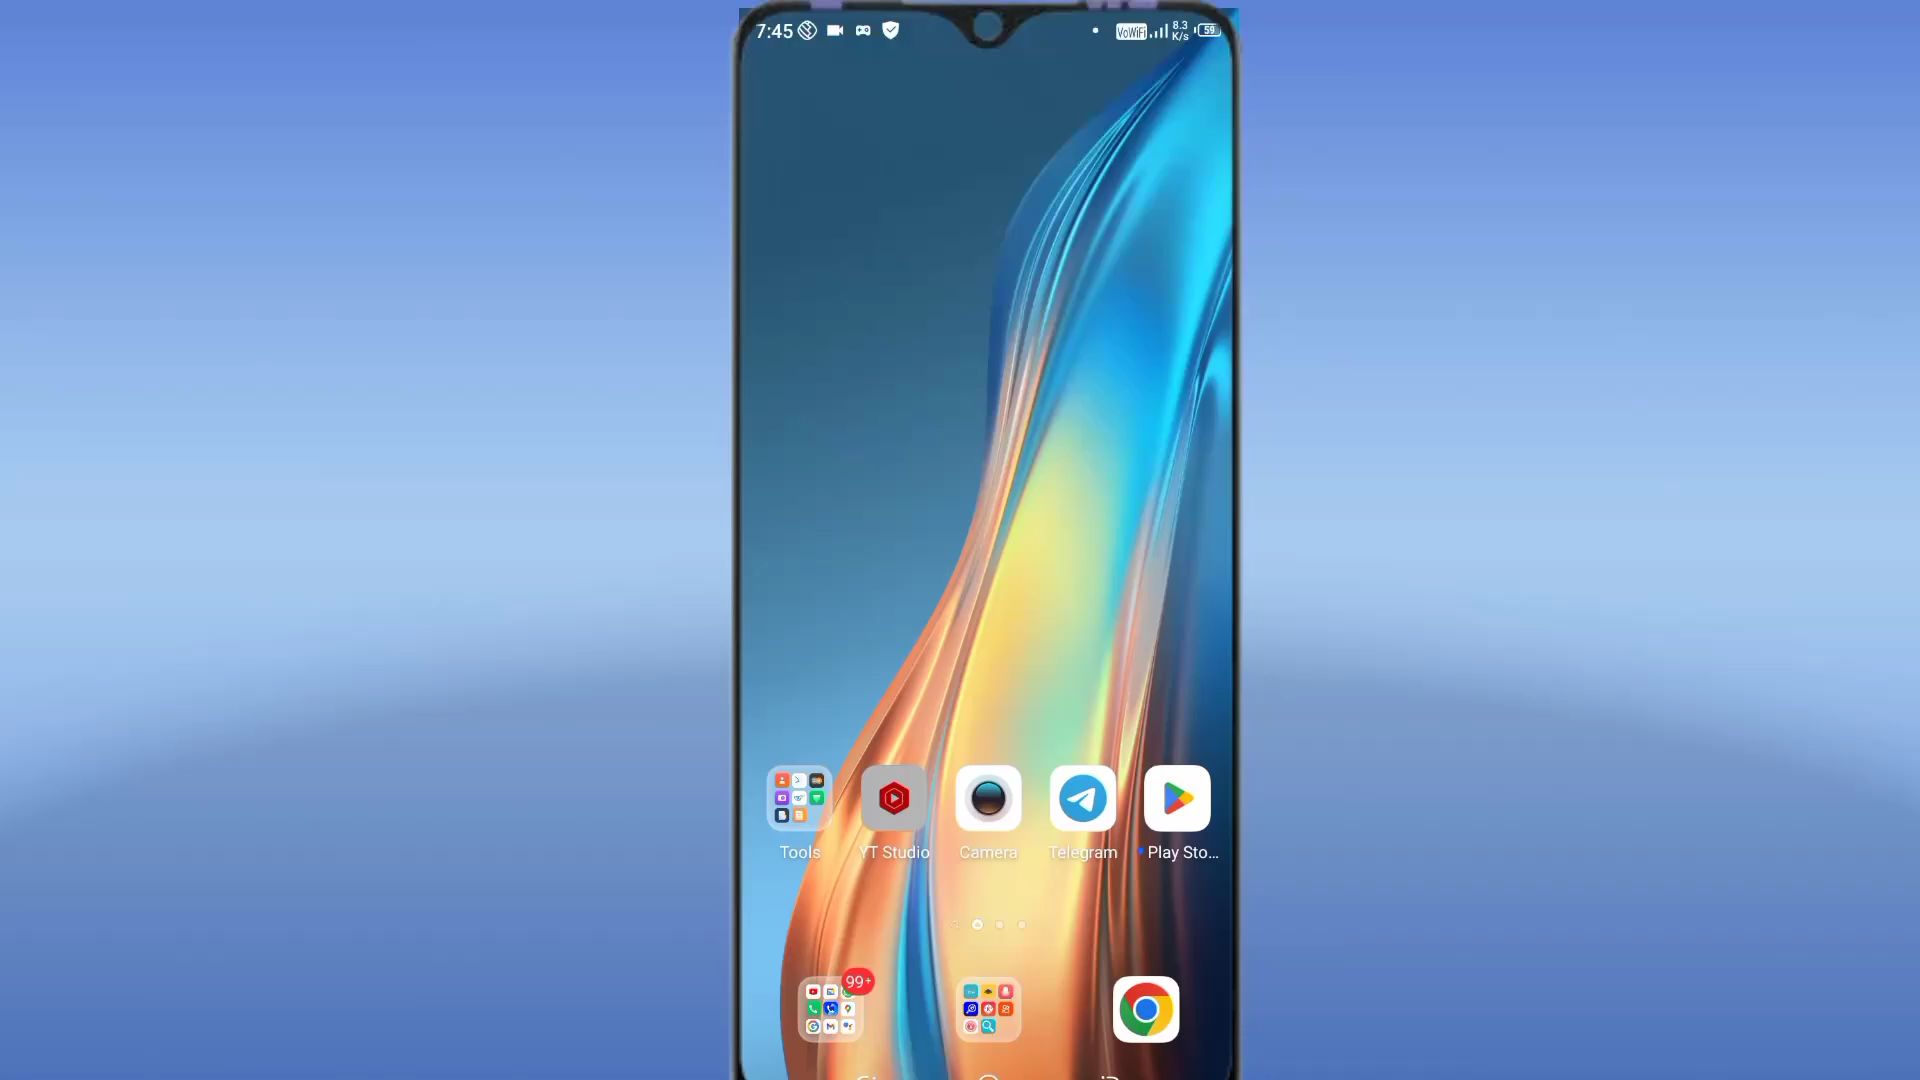 7:45
VoWiFi
8.3
K/s
59
Tools
YT Studio
Camera
Telegram
Play Sto...
99+